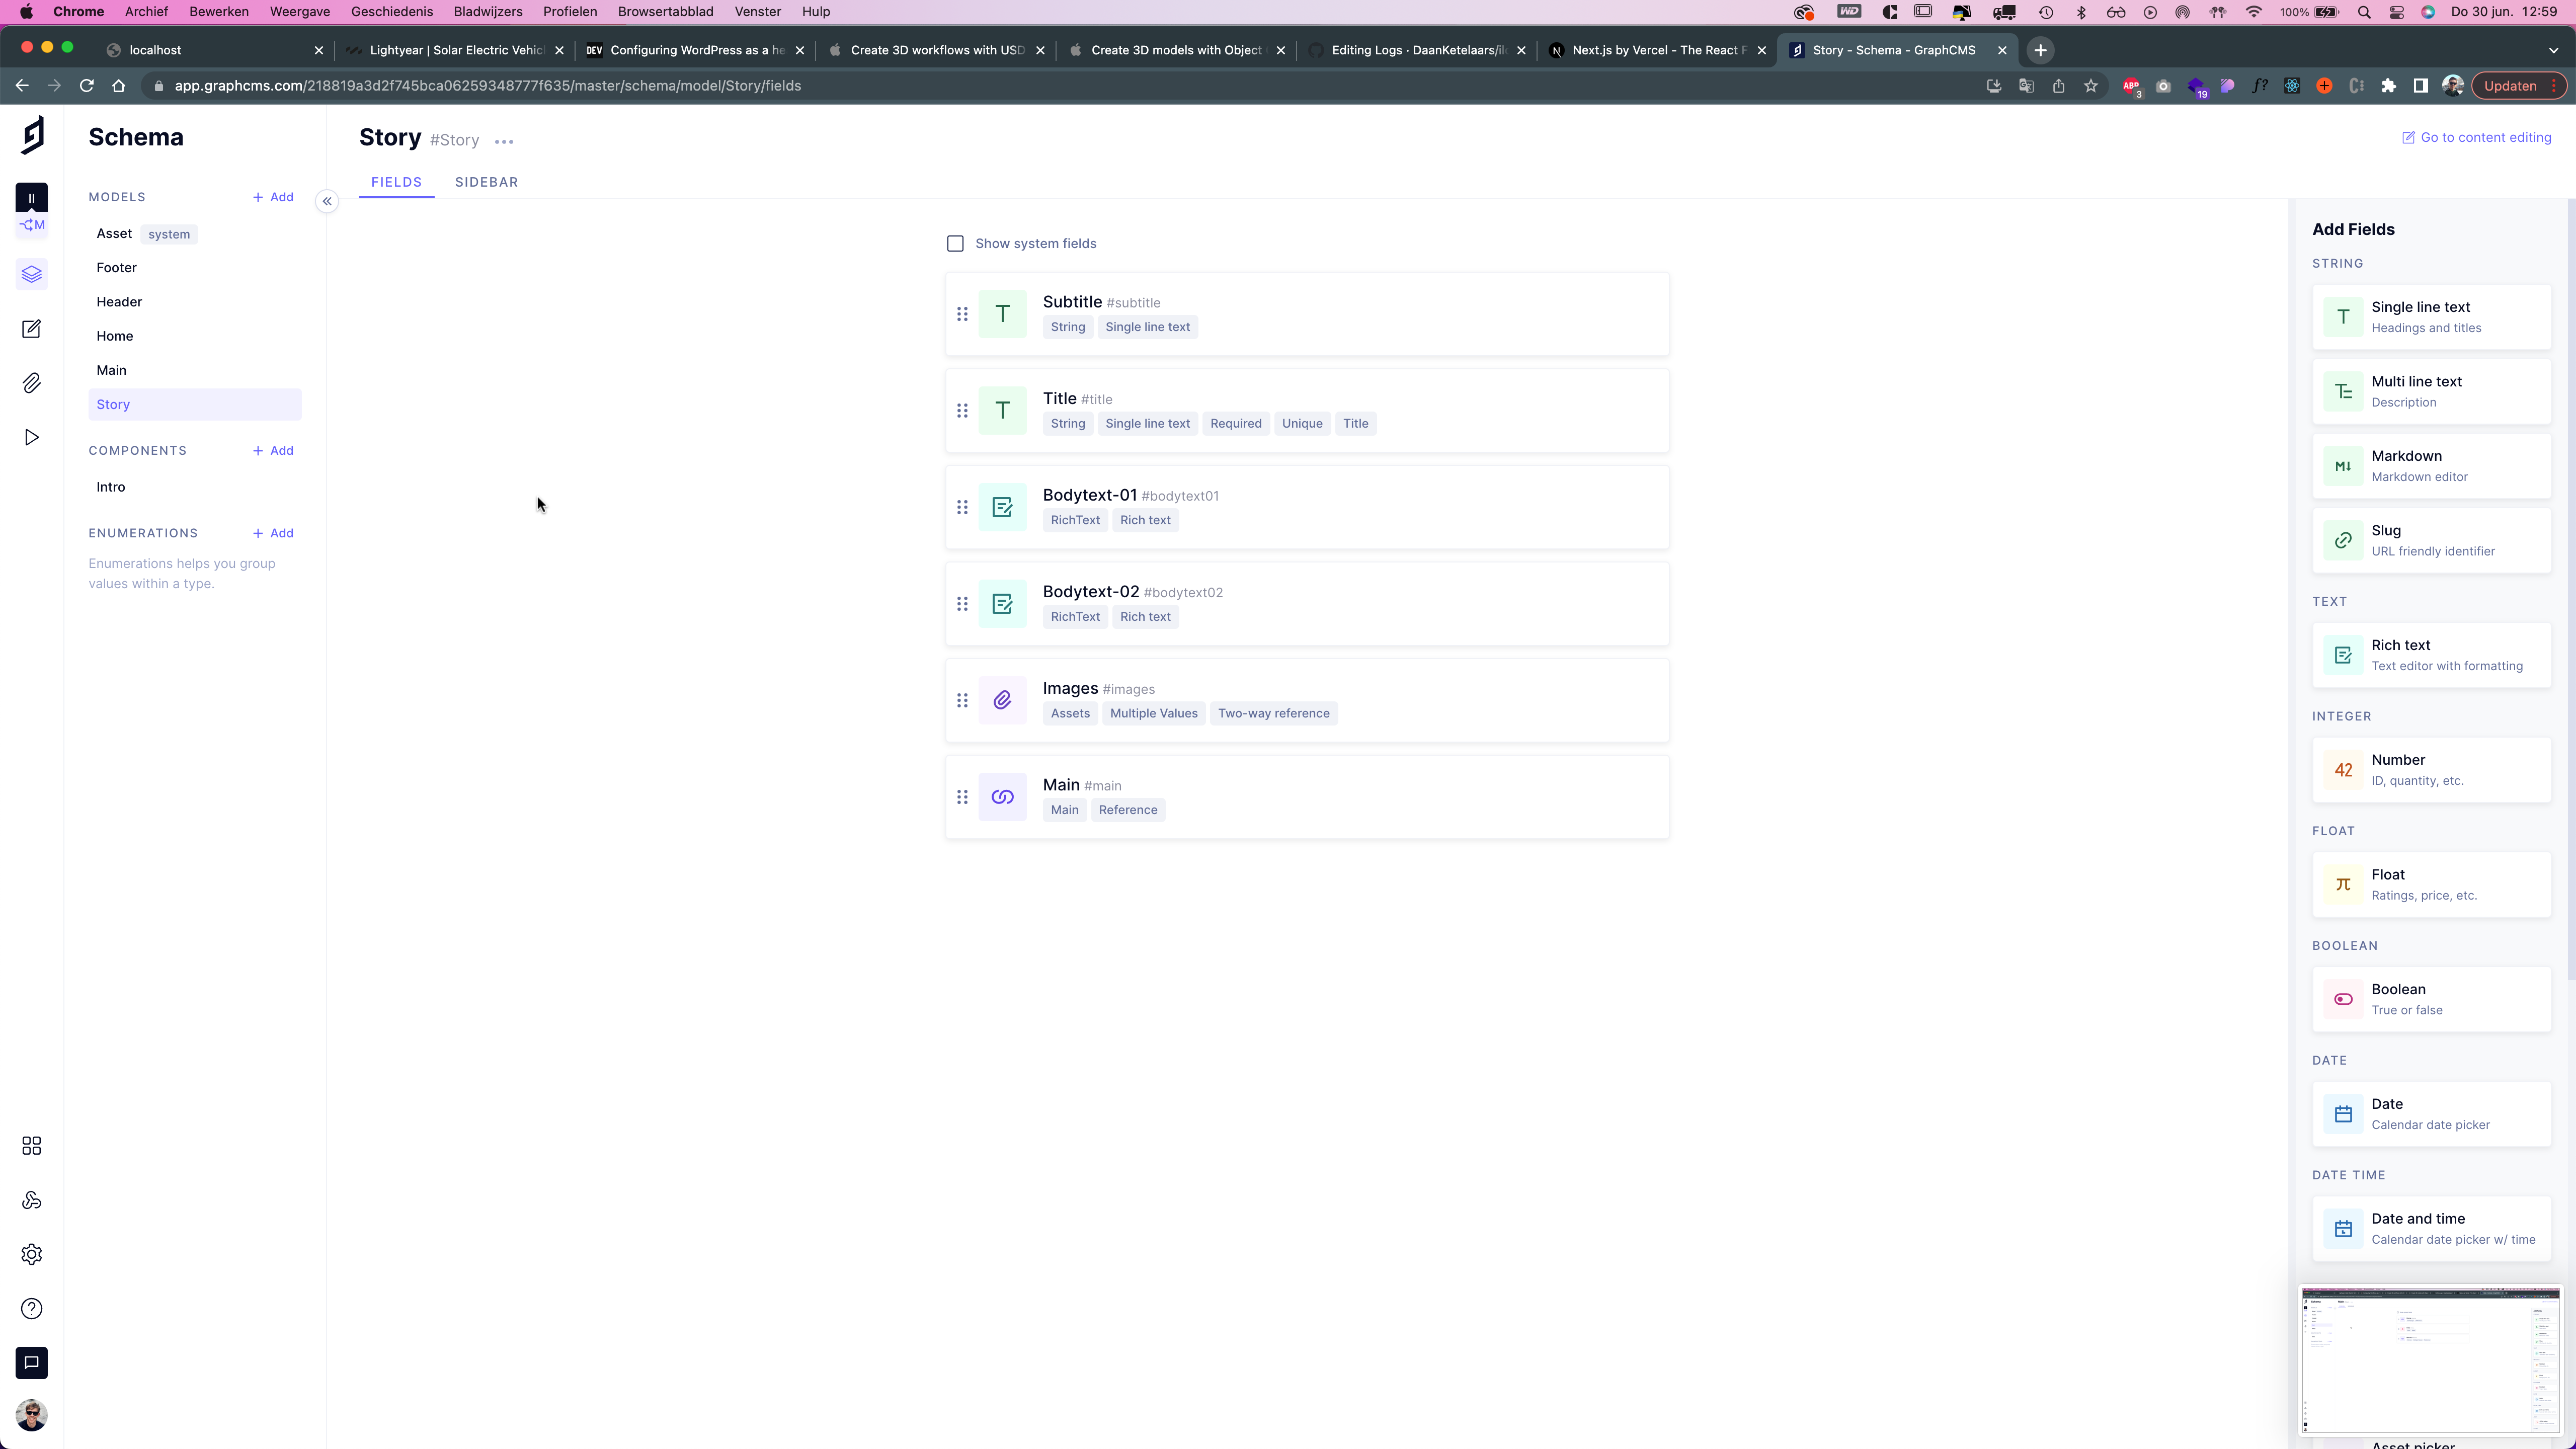 Chrome Archief Bewerken Weergave Geschiedenis Bladwijzers Profielen Browsertabblad Venster Hulp 100% Do 30 jun. 12:59
localhost Lightyear | Solar Electric Vehicl DEV Configuring WordPress as a he Create 3D workflows with USD Create 3D models with Object Editing Logs · DaanKetelaars/ilo Next.js by Vercel - The React F Story - Schema - GraphCMS
app.graphcms.com/218819a3d2f745bca06259348777f635/master/schema/model/Story/fields ABP 3 19 f? Updaten
Schema
II
M
MODELS + Add
Asset system
Footer
Header
Home
Main
Story
COMPONENTS + Add
Intro
ENUMERATIONS + Add
Enumerations helps you group
values within a type.
Story #Story
Go to content editing
FIELDS SIDEBAR
Show system fields
T Subtitle #subtitle
String Single line text
T Title #title
String Single line text Required Unique Title
Bodytext-01 #bodytext01
RichText Rich text
Bodytext-02 #bodytext02
RichText Rich text
Images #images
Assets Multiple Values Two-way reference
Main #main
Main Reference
Add Fields
STRING
T Single line text
Headings and titles
Multi line text
Description
Markdown
Markdown editor
Slug
URL friendly identifier
TEXT
Rich text
Text editor with formatting
INTEGER
42 Number
ID, quantity, etc.
FLOAT
π Float
Ratings, price, etc.
BOOLEAN
Boolean
True or false
DATE
Date
Calendar date picker
DATE TIME
Date and time
Calendar date picker w/ time
Asset picker